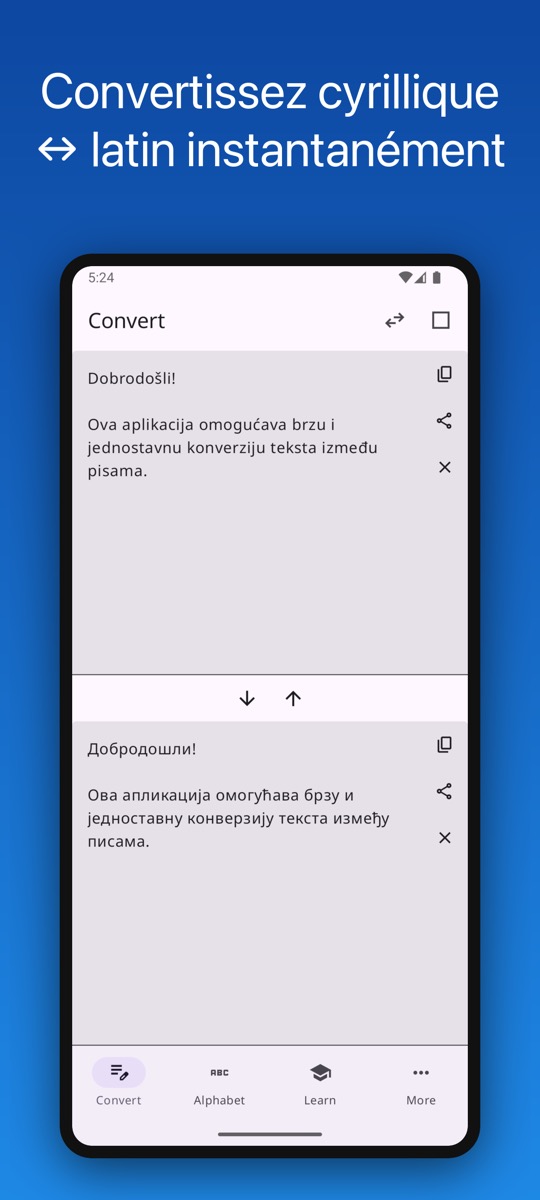 Convertissez cyrillique
↔ latin instantanément
5:24
Convert
Dobrodošli!
Ova aplikacija omogućava brzu i
jednostavnu konverziju teksta između
pisama.
Добродошли!
Ова апликација омогућава брзу и
једноставну конверзију текста између
писама.
ABC
Convert
Alphabet
Learn
More